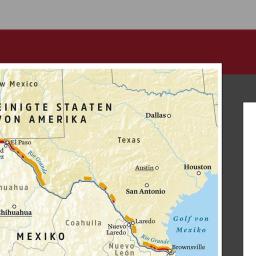 w Mexico
EINIGTE STAATEN
VON AMERIKA
Dallas
Texas
El Paso
Rio Grande
Austin
Houston
San Antonio
huahua
Chihuahua
Coahuila
Golf von
Mexiko
MEXIKO
Nuevo
Laredo
Laredo
Rio Grande
Brownsville
Nuevo
León